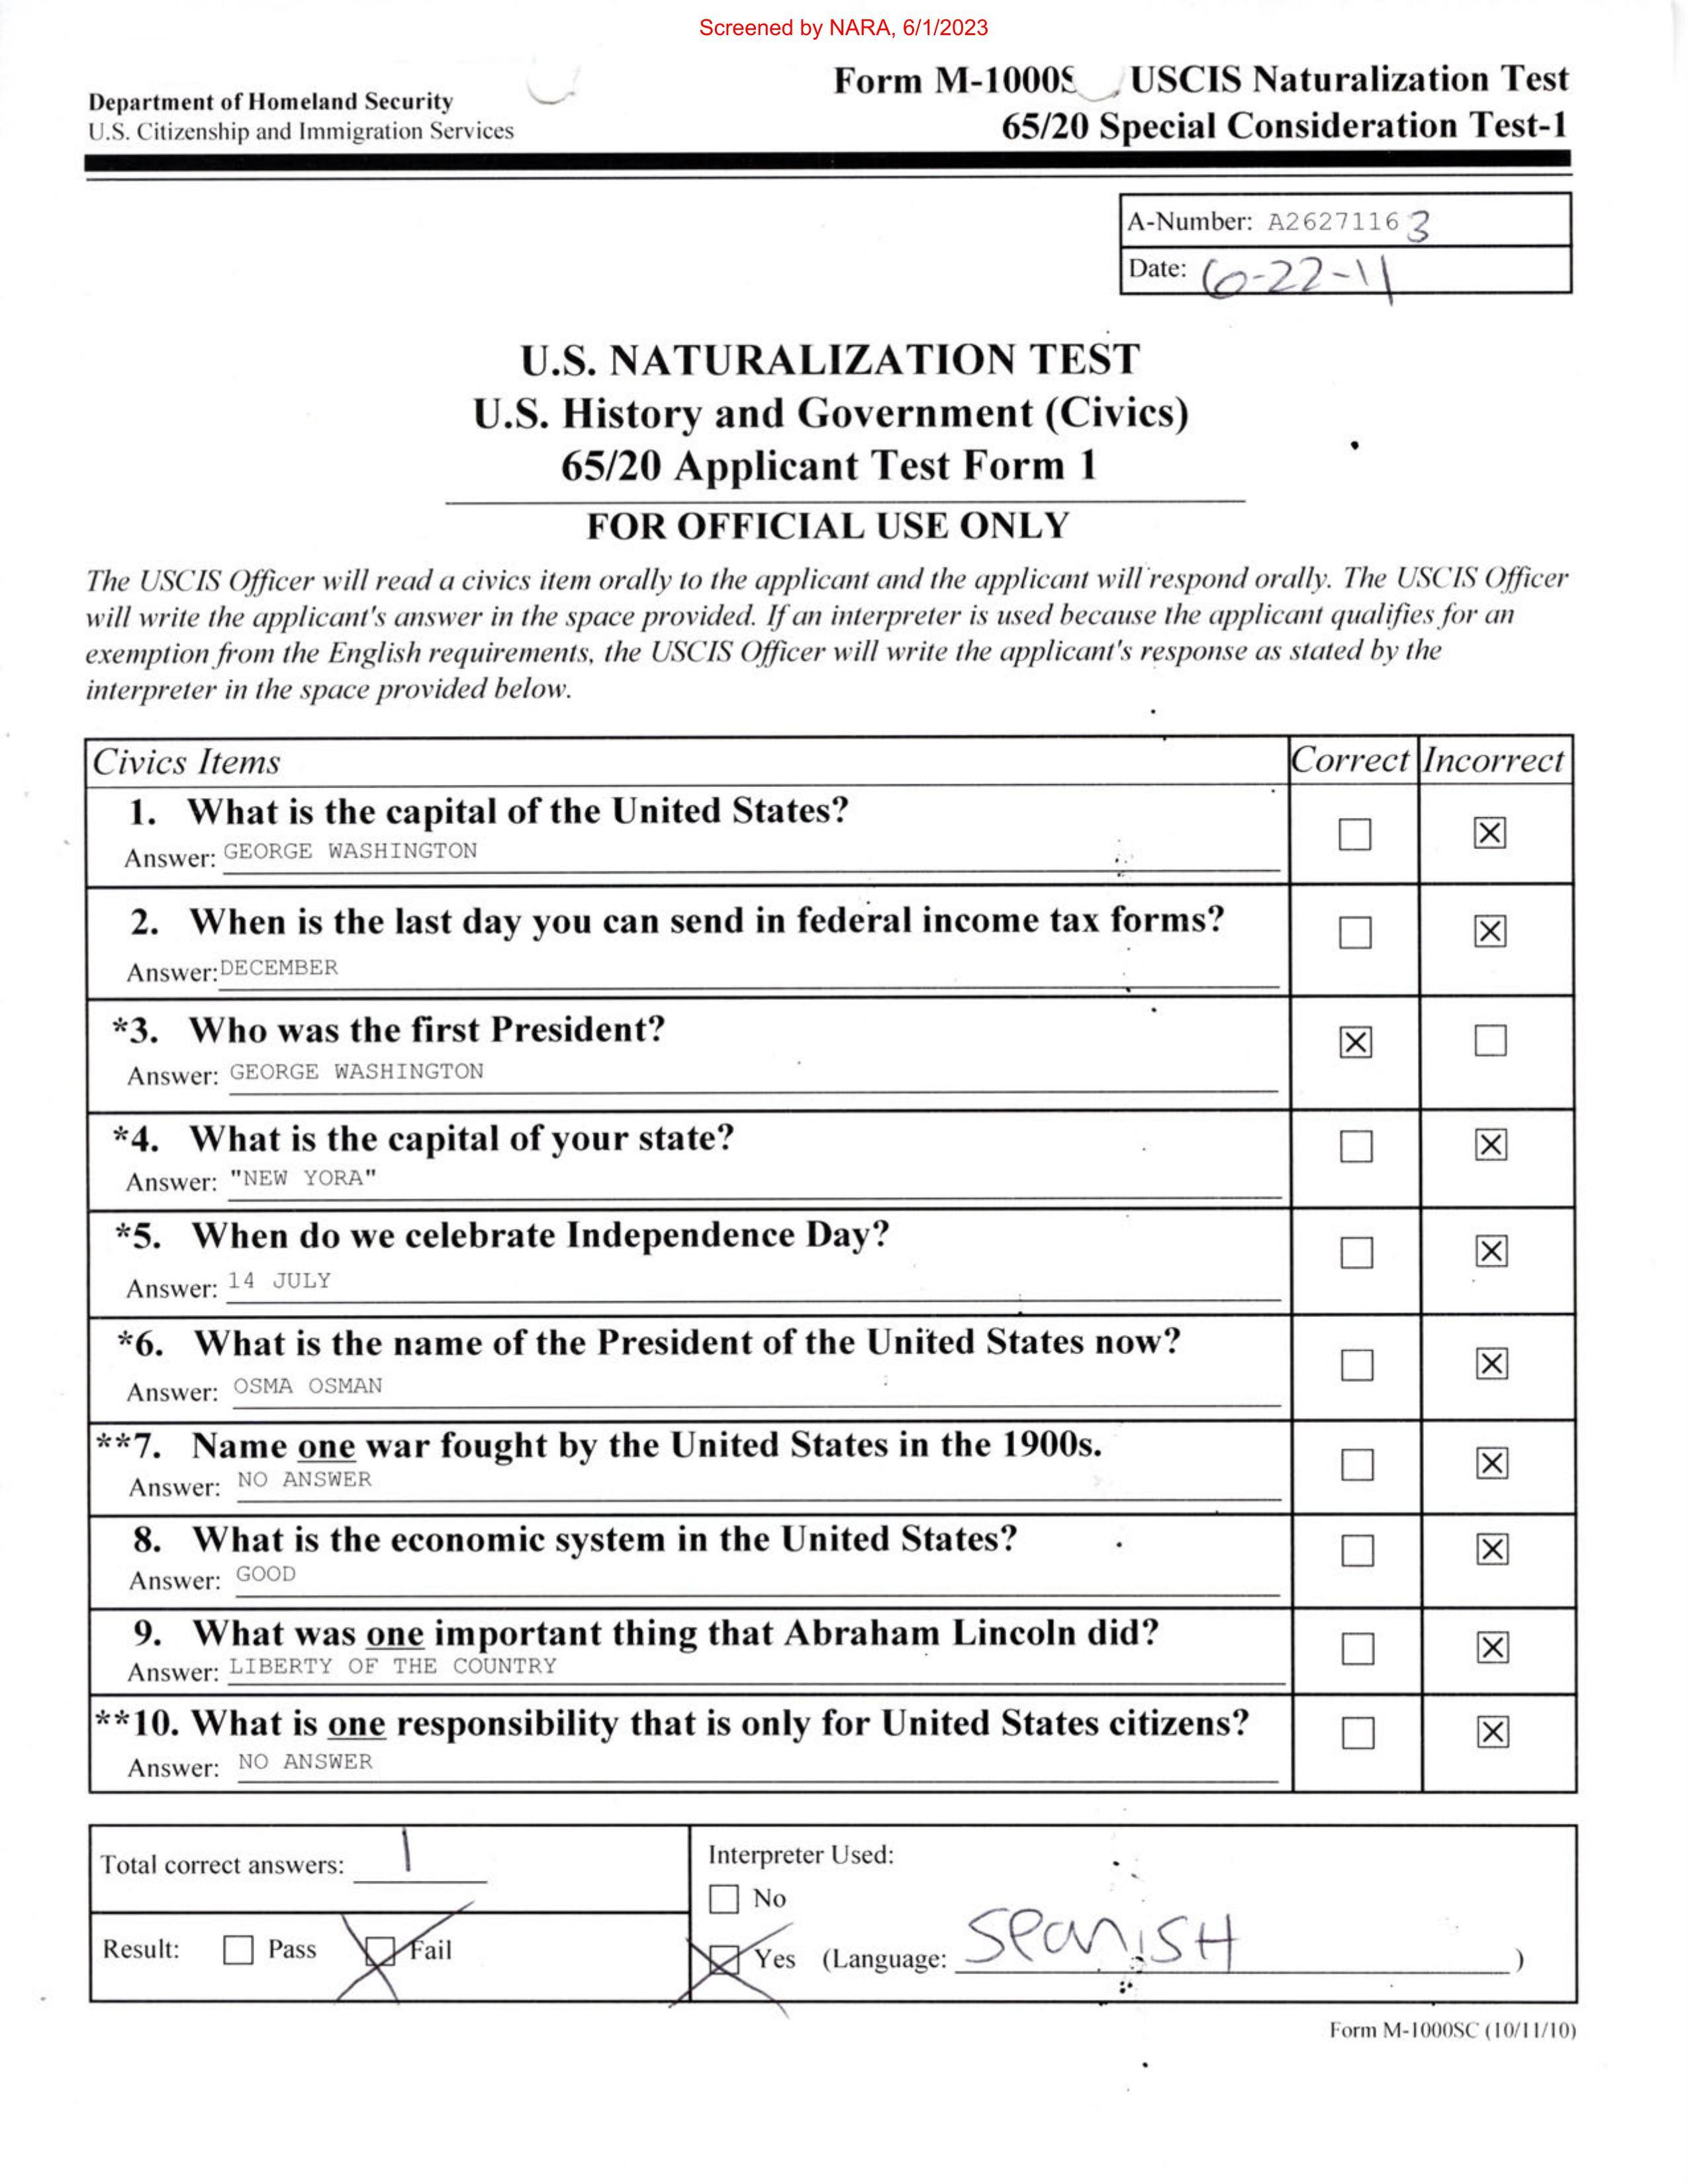 Screened by NARA, 6/1/2023
Department of Homeland Security
U.S. Citizenship and Immigration Services
Form M-1000S USCIS Naturalization Test
65/20 Special Consideration Test-1
A-Number: A26271163
Date: 6-22-11
U.S. NATURALIZATION TEST
U.S. History and Government (Civics)
65/20 Applicant Test Form 1
FOR OFFICIAL USE ONLY
The USCIS Officer will read a civics item orally to the applicant and the applicant will respond orally. The USCIS Officer
will write the applicant's answer in the space provided. If an interpreter is used because the applicant qualifies for an
exemption from the English requirements, the USCIS Officer will write the applicant's response as stated by the
interpreter in the space provided below.
Civics Items Correct Incorrect
1. What is the capital of the United States?
Answer: GEORGE WASHINGTON
2. When is the last day you can send in federal income tax forms?
Answer: DECEMBER
*3. Who was the first President?
Answer: GEORGE WASHINGTON
*4. What is the capital of your state?
Answer: "NEW YORA"
*5. When do we celebrate Independence Day?
Answer: 14 JULY
*6. What is the name of the President of the United States now?
Answer: OSMA OSMAN
**7. Name one war fought by the United States in the 1900s.
Answer: NO ANSWER
8. What is the economic system in the United States?
Answer: GOOD
9. What was one important thing that Abraham Lincoln did?
Answer: LIBERTY OF THE COUNTRY
**10. What is one responsibility that is only for United States citizens?
Answer: NO ANSWER
Total correct answers: 1
Result: Pass Fail
Interpreter Used:
No
Yes (Language: SPANISH )
Form M-1000SC (10/11/10)